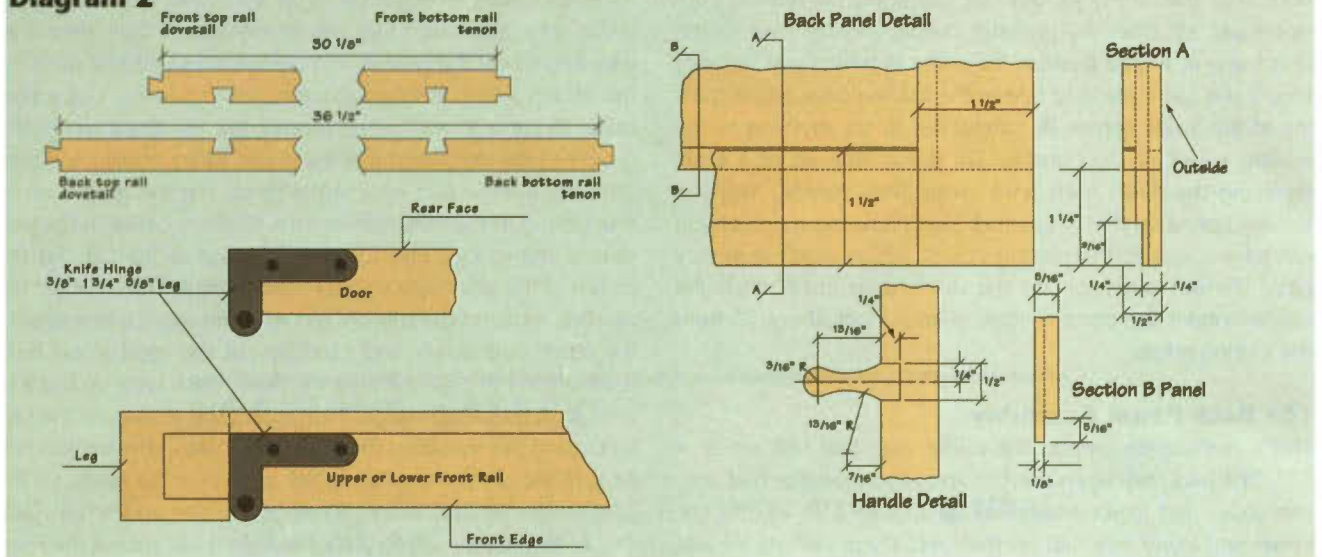 Diagram 2
Front top rail
dovetail
Front bottom rail
tenon
30 1/8"
36 1/2"
Back top rail
dovetail
Back bottom rail
tenon
Rear Face
Knife Hinge
3/8" 1 3/4" 5/8" Leg
Door
Leg
Upper or Lower Front Rail
Front Edge
Back Panel Detail
B
A
1 1/2"
1 1/2"
B
A
Section A
Outside
1 1/4"
9/16"
1/4"
1/4"
1/2"
1/4"
13/16"
3/16" R
1/4"
1/2"
13/16" R
7/16"
Handle Detail
5/16"
Section B Panel
5/16"
1/8"